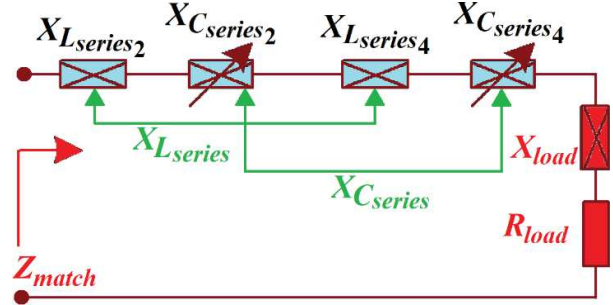 XLseries2 XCseries2 XLseries4 XCseries4
XLseries
Xload
XCseries
Rload
Zmatch